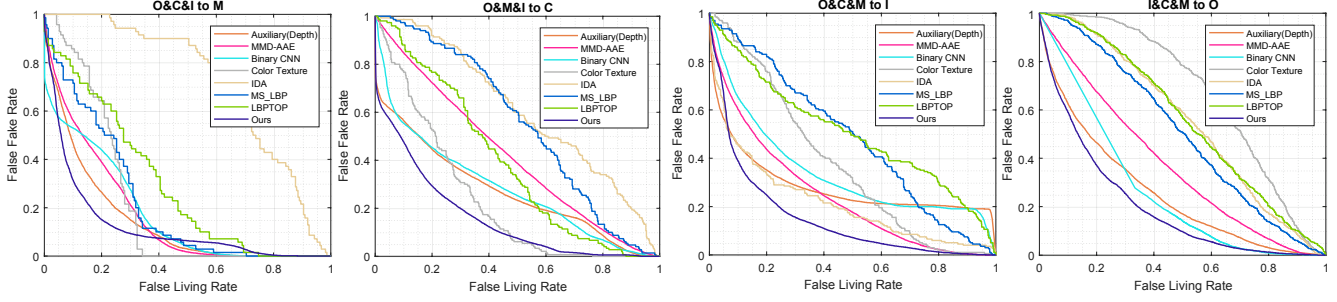 O&C&I to M
False Fake Rate
1
0.8
0.6
0.4
0.2
0
0
0.2
0.4
0.6
0.8
1
False Living Rate
Auxiliary(Depth)
MMD-AAE
Binary CNN
Color Texture
IDA
MS_LBP
LBPTOP
Ours
O&M&I to C
False Fake Rate
1
0.8
0.6
0.4
0.2
0
0
0.2
0.4
0.6
0.8
1
False Living Rate
Auxiliary(Depth)
MMD-AAE
Binary CNN
Color Texture
IDA
MS_LBP
LBPTOP
Ours
O&C&M to I
False Fake Rate
1
0.8
0.6
0.4
0.2
0
0
0.2
0.4
0.6
0.8
1
False Living Rate
Auxiliary(Depth)
MMD-AAE
Binary CNN
Color Texture
IDA
MS_LBP
LBPTOP
Ours
I&C&M to O
False Fake Rate
1
0.8
0.6
0.4
0.2
0
0
0.2
0.4
0.6
0.8
1
False Living Rate
Auxiliary(Depth)
MMD-AAE
Binary CNN
Color Texture
IDA
MS_LBP
LBPTOP
Ours